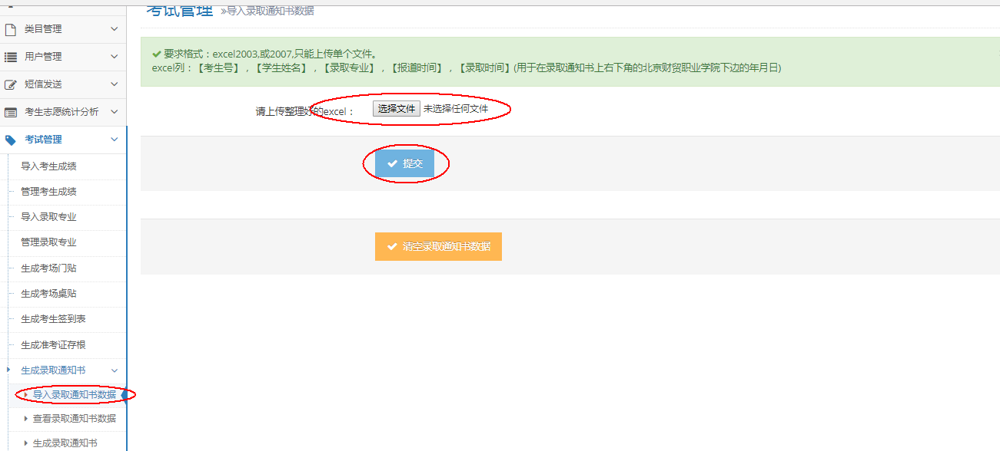 考试管理 »导入录取通知书数据
类目管理
用户管理
短信发送
考生志愿统计分析
考试管理
导入考生成绩
管理考生成绩
导入录取专业
管理录取专业
生成考场门贴
生成考场桌贴
生成考生签到表
生成准考证存根
生成录取通知书
导入录取通知书数据
查看录取通知书数据
生成录取通知书
要求格式：excel2003,或2007,只能上传单个文件。
excel列：【考生号】，【学生姓名】，【录取专业】，【报道时间】，【录取时间】(用于在录取通知书上右下角的北京财贸职业学院下边的年月日)
请上传整理好的excel： 选择文件 未选择任何文件
提交
清空录取通知书数据